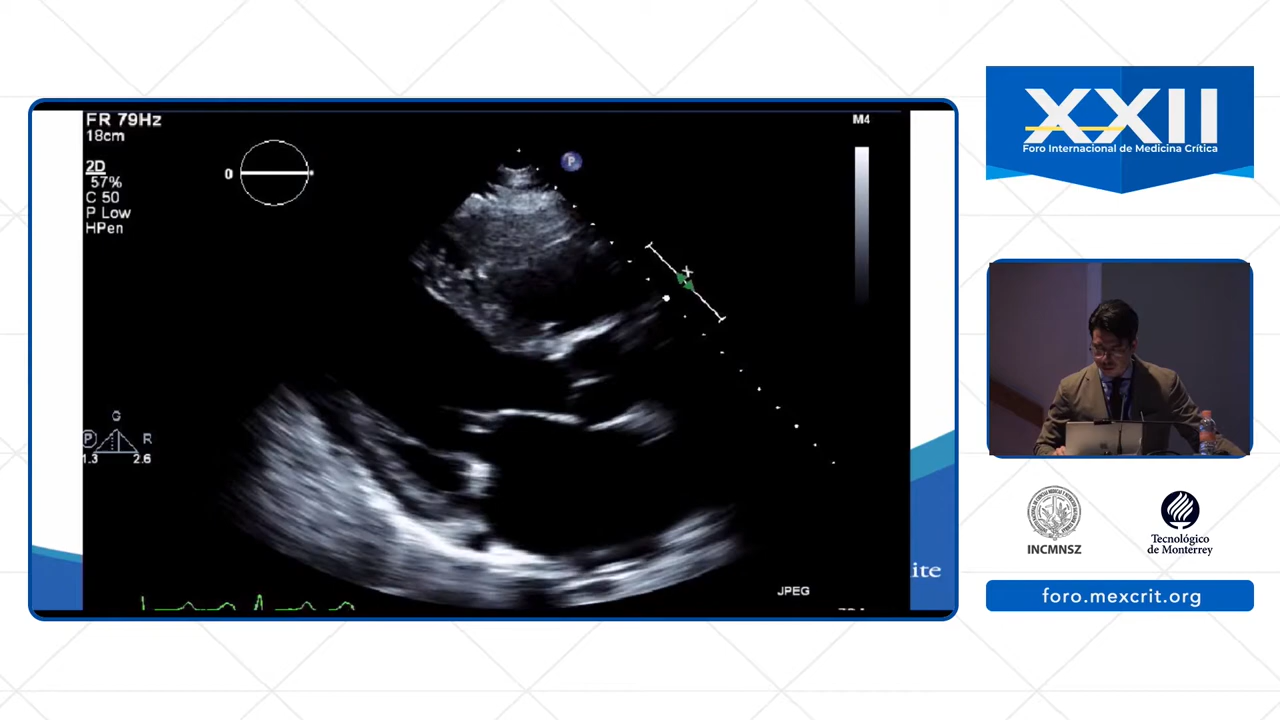 FR 79Hz
18cm
2D
57%
C 50
P Low
HPen
0
P
M4
x
G
P
R
1.3
2.6
JPEG
ite
XXII
Foro Internacional de Medicina Crítica
INCMNSZ
Tecnológico
de Monterrey
foro.mexcrit.org